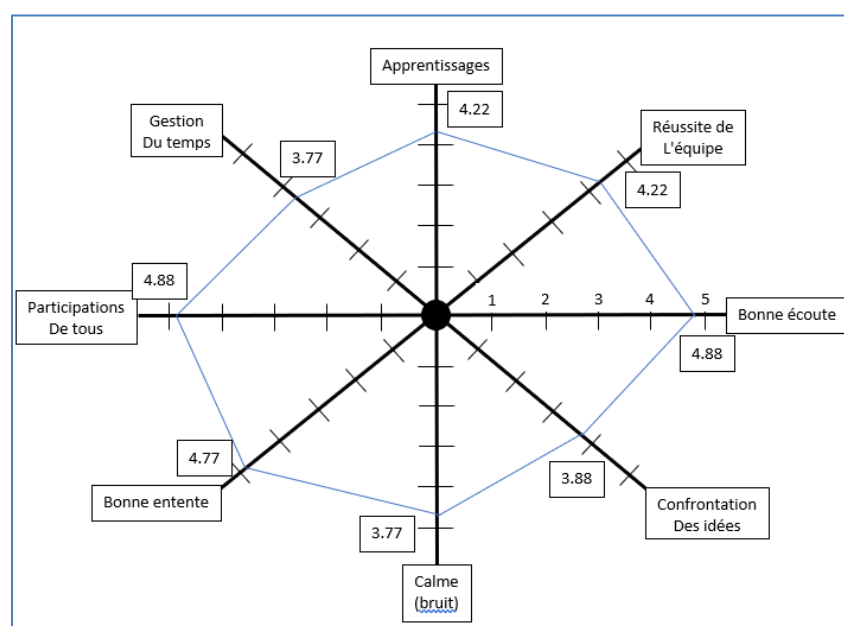 Apprentissages
4.22
Gestion
Du temps
3.77
Réussite de
L'équipe
4.22
4.88
Participations
De tous
1 2 3 4 5
Bonne écoute
4.88
4.77
Bonne entente
3.88
Confrontation
Des idées
3.77
Calme
(bruit)